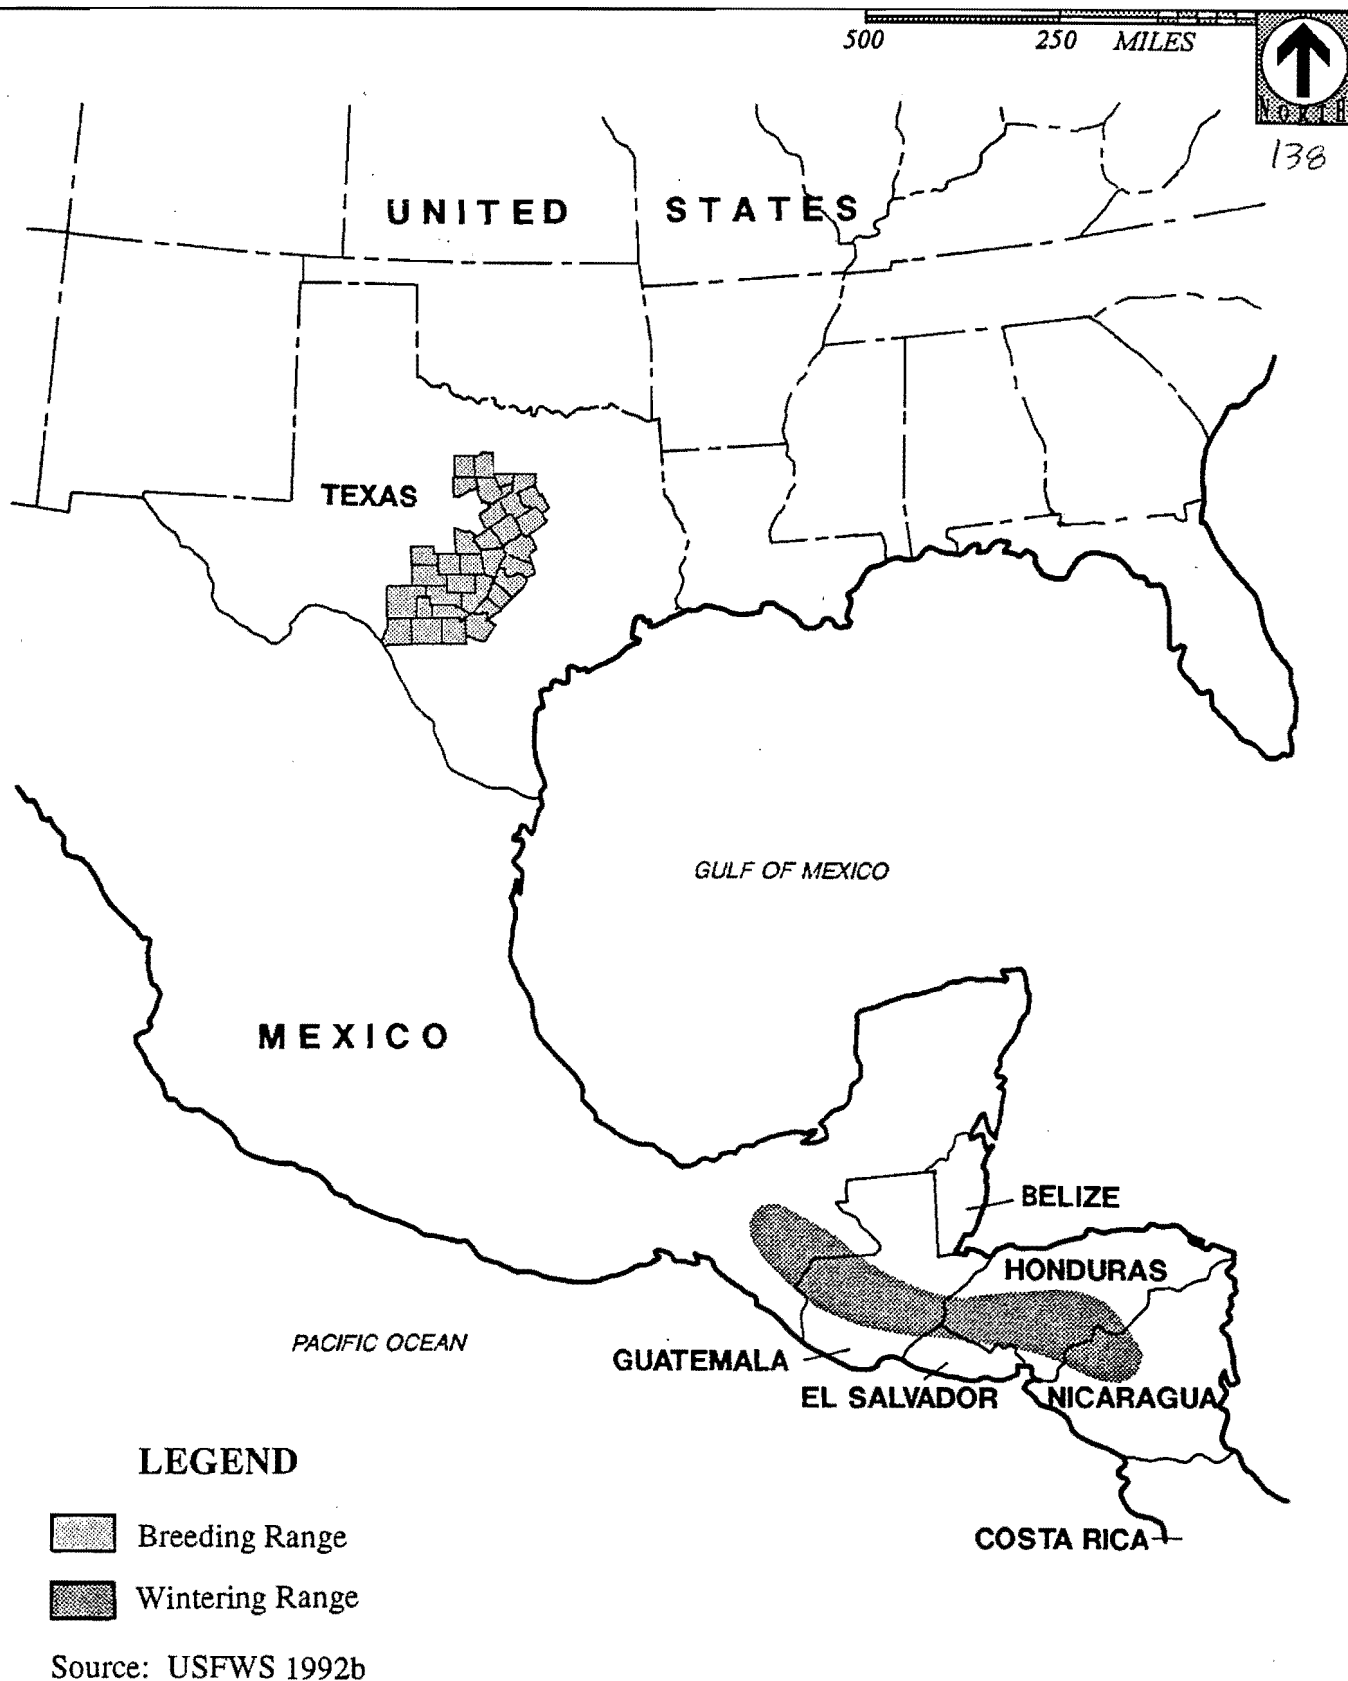 500 250 MILES
NORTH
138
UNITED STATES
TEXAS
GULF OF MEXICO
MEXICO
BELIZE
HONDURAS
PACIFIC OCEAN
GUATEMALA
EL SALVADOR
NICARAGUA
COSTA RICA
LEGEND
Breeding Range
Wintering Range
Source: USFWS 1992b